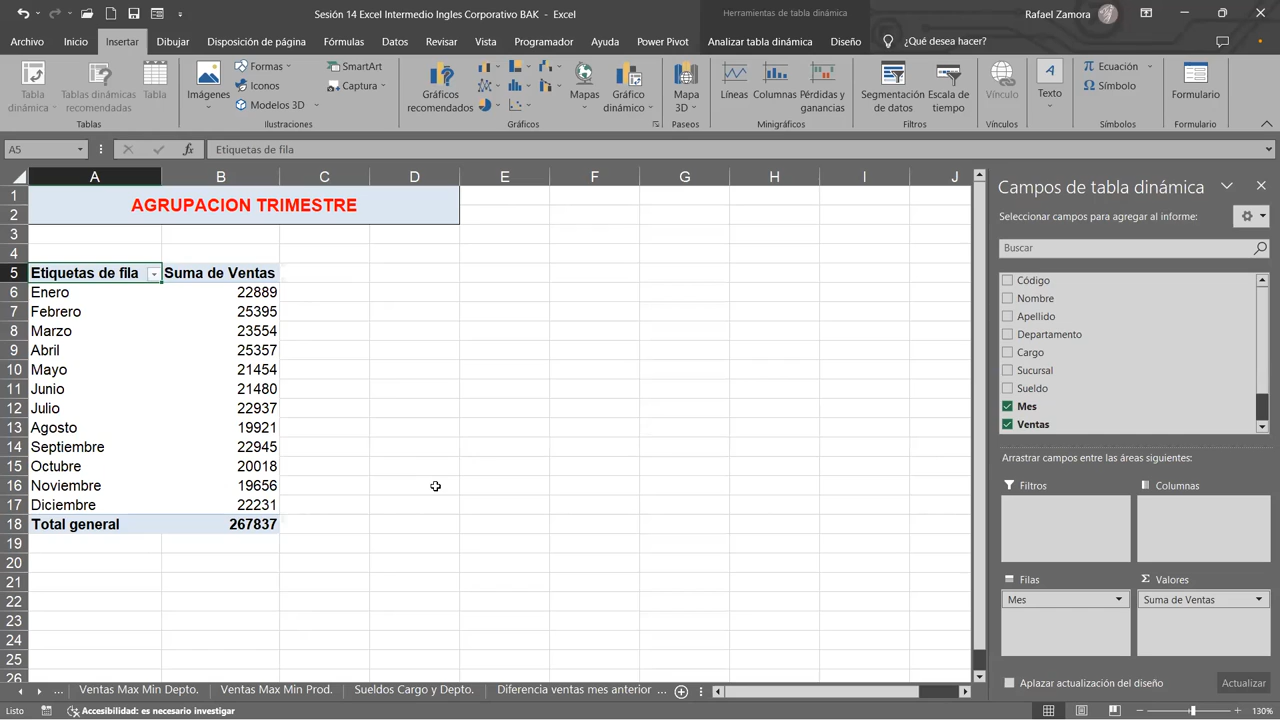 Sesión 14 Excel Intermedio Ingles Corporativo BAK - Excel
Herramientas de tabla dinámica
Rafael Zamora
Archivo Inicio Insertar Dibujar Disposición de página Fórmulas Datos Revisar Vista Programador Ayuda Power Pivot Analizar tabla dinámica Diseño ¿Qué desea hacer?
Tabla dinámica
Tablas dinámicas recomendadas
Tabla
Tablas
Imágenes
Formas
Iconos
Modelos 3D
SmartArt
Captura
Ilustraciones
Gráficos recomendados
Mapas
Gráfico dinámico
Gráficos
Mapa 3D
Paseos
Líneas
Columnas
Pérdidas y ganancias
Minigráficos
Segmentación de datos
Escala de tiempo
Filtros
Vínculo
Vínculos
Texto
Ecuación
Símbolo
Símbolos
Formulario
Formulario
A5 fx Etiquetas de fila
A B C D E F G H I J
1
2 AGRUPACION TRIMESTRE
3
4
5 Etiquetas de fila Suma de Ventas
6 Enero 22889
7 Febrero 25395
8 Marzo 23554
9 Abril 25357
10 Mayo 21454
11 Junio 21480
12 Julio 22937
13 Agosto 19921
14 Septiembre 22945
15 Octubre 20018
16 Noviembre 19656
17 Diciembre 22231
18 Total general 267837
19
20
21
22
23
24
25
26
Campos de tabla dinámica
Seleccionar campos para agregar al informe:
Buscar
Código
Nombre
Apellido
Departamento
Cargo
Sucursal
Sueldo
Mes
Ventas
Arrastrar campos entre las áreas siguientes:
Filtros Columnas
Filas Σ Valores
Mes Suma de Ventas
Aplazar actualización del diseño Actualizar
... Ventas Max Min Depto. Ventas Max Min Prod. Sueldos Cargo y Depto. Diferencia ventas mes anterior ...
Listo Accesibilidad: es necesario investigar 130%